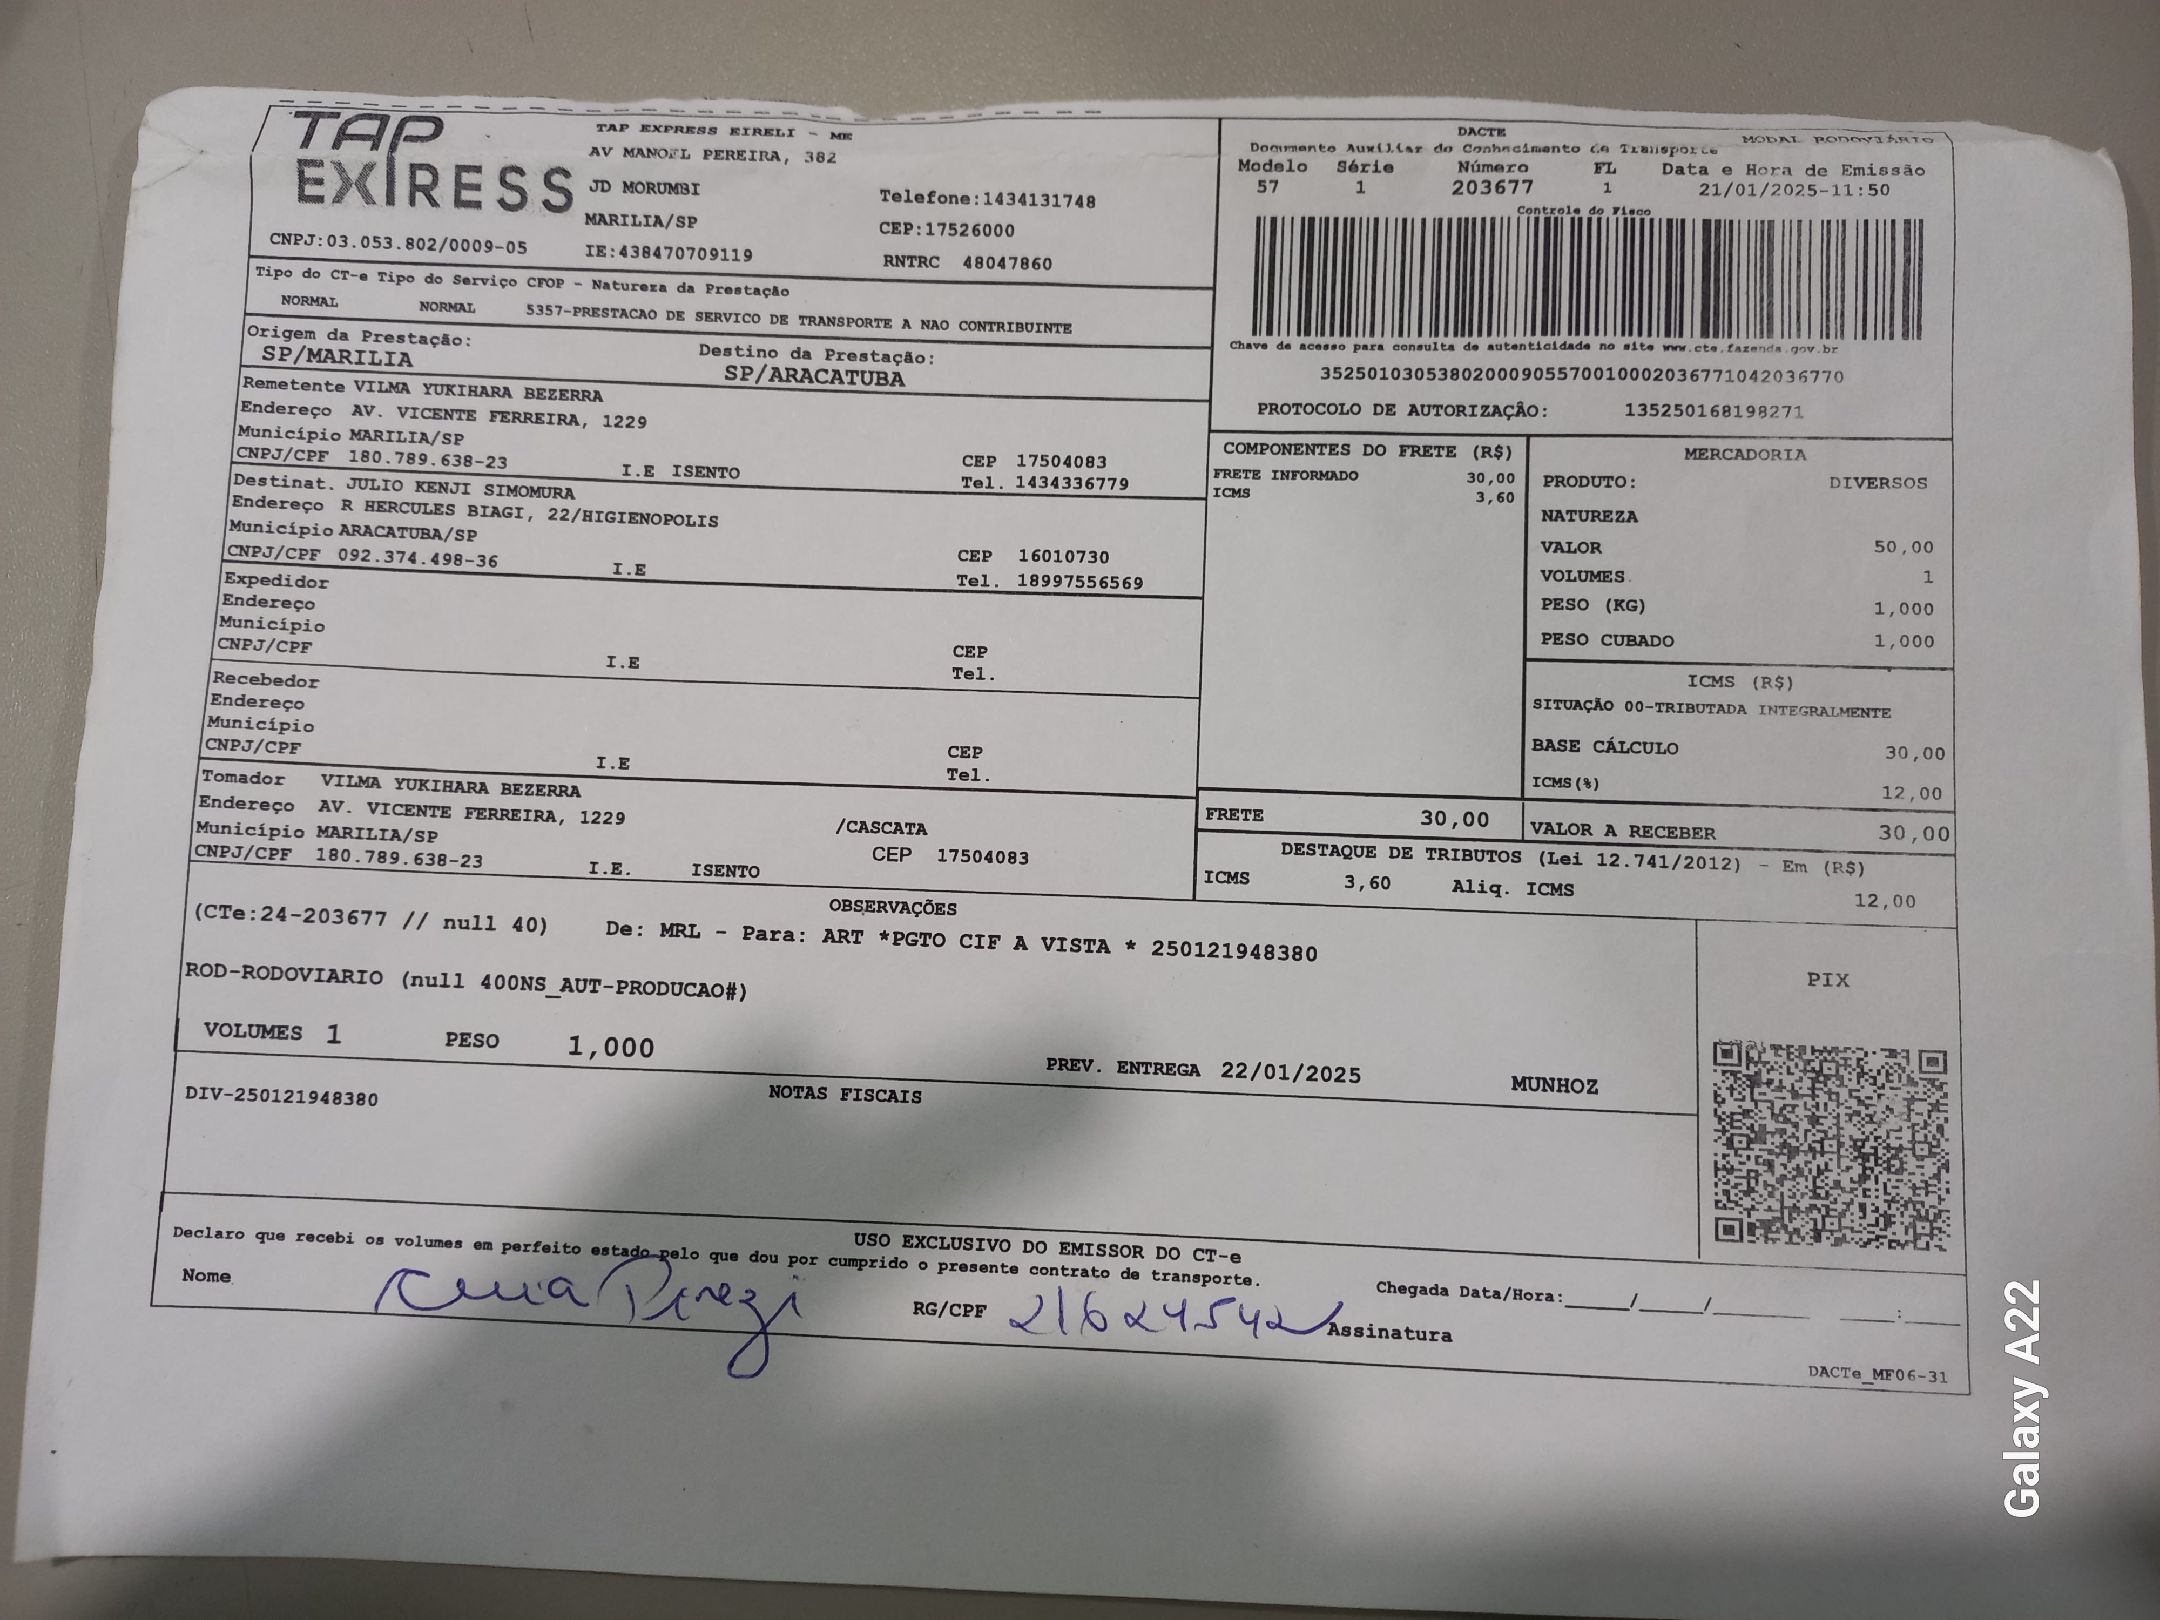 TAP
EXPRESS
TAP EXPRESS EIRELI - ME
AV MANOEL PEREIRA, 382
JD MORUMBI
Telefone:1434131748
MARILIA/SP
CEP:17526000
CNPJ:03.053.802/0009-05
IE:438470709119
RNTRC 48047860
DACTE
MODAL RODOVIÁRIO
Documento Auxiliar do Conhecimento de Transporte
Modelo Série Número FL Data e Hora de Emissão
57 1 203677 1 21/01/2025-11:50
Controle do Fisco
Chave de acesso para consulta de autenticidade no site www.cte.fazenda.gov.br
35250103053802000905570010002036771042036770
PROTOCOLO DE AUTORIZAÇÃO: 135250168198271
Tipo do CT-e Tipo do Serviço CFOP - Natureza da Prestação
NORMAL NORMAL 5357-PRESTACAO DE SERVICO DE TRANSPORTE A NAO CONTRIBUINTE
Origem da Prestação: Destino da Prestação:
SP/MARILIA SP/ARACATUBA
Remetente VILMA YUKIHARA BEZERRA
Endereço AV. VICENTE FERREIRA, 1229
Município MARILIA/SP CEP 17504083
CNPJ/CPF 180.789.638-23 I.E ISENTO Tel. 1434336779
Destinat. JULIO KENJI SIMOMURA
Endereço R HERCULES BIAGI, 22/HIGIENOPOLIS
Município ARACATUBA/SP CEP 16010730
CNPJ/CPF 092.374.498-36 I.E Tel. 18997556569
Expedidor
Endereço
Município CEP
CNPJ/CPF I.E Tel.
Recebedor
Endereço
Município CEP
CNPJ/CPF I.E Tel.
Tomador VILMA YUKIHARA BEZERRA
Endereço AV. VICENTE FERREIRA, 1229 /CASCATA
Município MARILIA/SP CEP 17504083
CNPJ/CPF 180.789.638-23 I.E. ISENTO
COMPONENTES DO FRETE (R$)
FRETE INFORMADO 30,00
ICMS 3,60
MERCADORIA
PRODUTO: DIVERSOS
NATUREZA
VALOR 50,00
VOLUMES 1
PESO (KG) 1,000
PESO CUBADO 1,000
ICMS (R$)
SITUAÇÃO 00-TRIBUTADA INTEGRALMENTE
BASE CÁLCULO 30,00
ICMS(%) 12,00
FRETE 30,00 VALOR A RECEBER 30,00
DESTAQUE DE TRIBUTOS (Lei 12.741/2012) - Em (R$)
ICMS 3,60 Aliq. ICMS 12,00
OBSERVAÇÕES
(CTe:24-203677 // null 40) De: MRL - Para: ART *PGTO CIF A VISTA * 250121948380
ROD-RODOVIARIO (null 400NS_AUT-PRODUCAO#)
VOLUMES 1 PESO 1,000 PREV. ENTREGA 22/01/2025 MUNHOZ
PIX
NOTAS FISCAIS
DIV-250121948380
USO EXCLUSIVO DO EMISSOR DO CT-e
Declaro que recebi os volumes em perfeito estado pelo que dou por cumprido o presente contrato de transporte.
Chegada Data/Hora:____/____/______ ____:____
Nome RG/CPF 21624542 Assinatura
DACTe_MF06-31
Galaxy A22